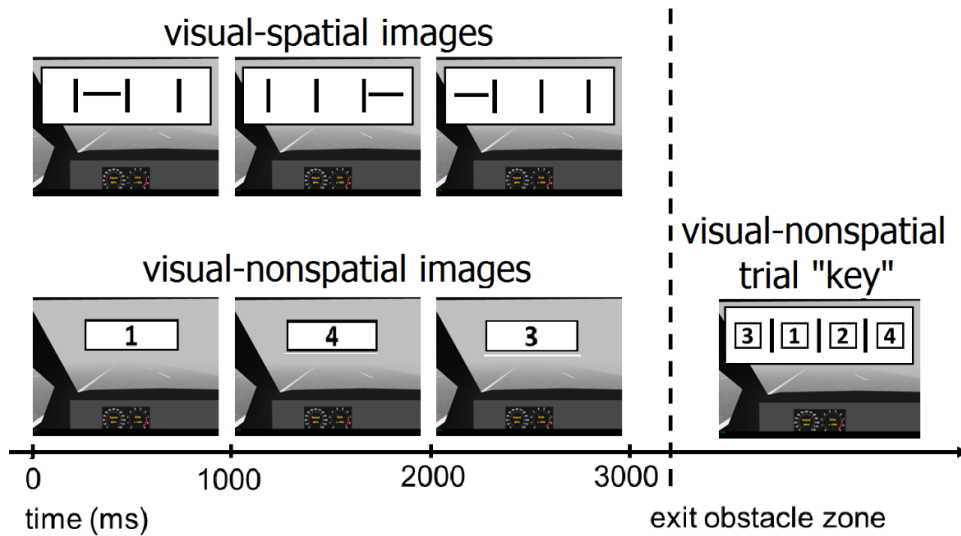 visual-spatial images
visual-nonspatial images
1
4
3
visual-nonspatial
trial "key"
3 1 2 4
0 1000 2000 3000
time (ms)
exit obstacle zone